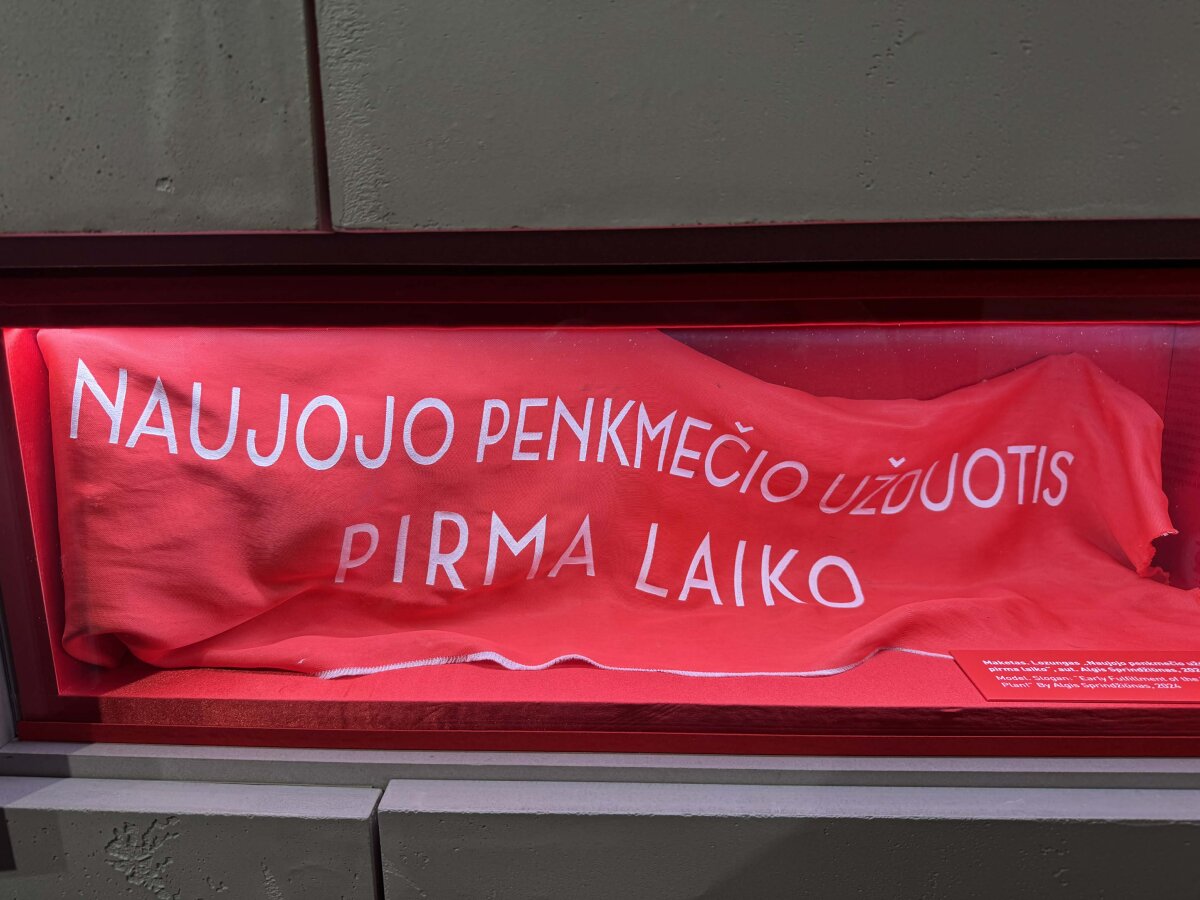 NAUJOJO PENKMEČIO UŽDUOTIS
PIRMA LAIKO
Maketas. Lozungas „Naujojo penkmečio
pirma laiko“, aut. Algis Sprindžiūnas,
Model. Slogan: "Early Fulfillment of the
Plan!" By Algis Sprindžiūnas, 2024